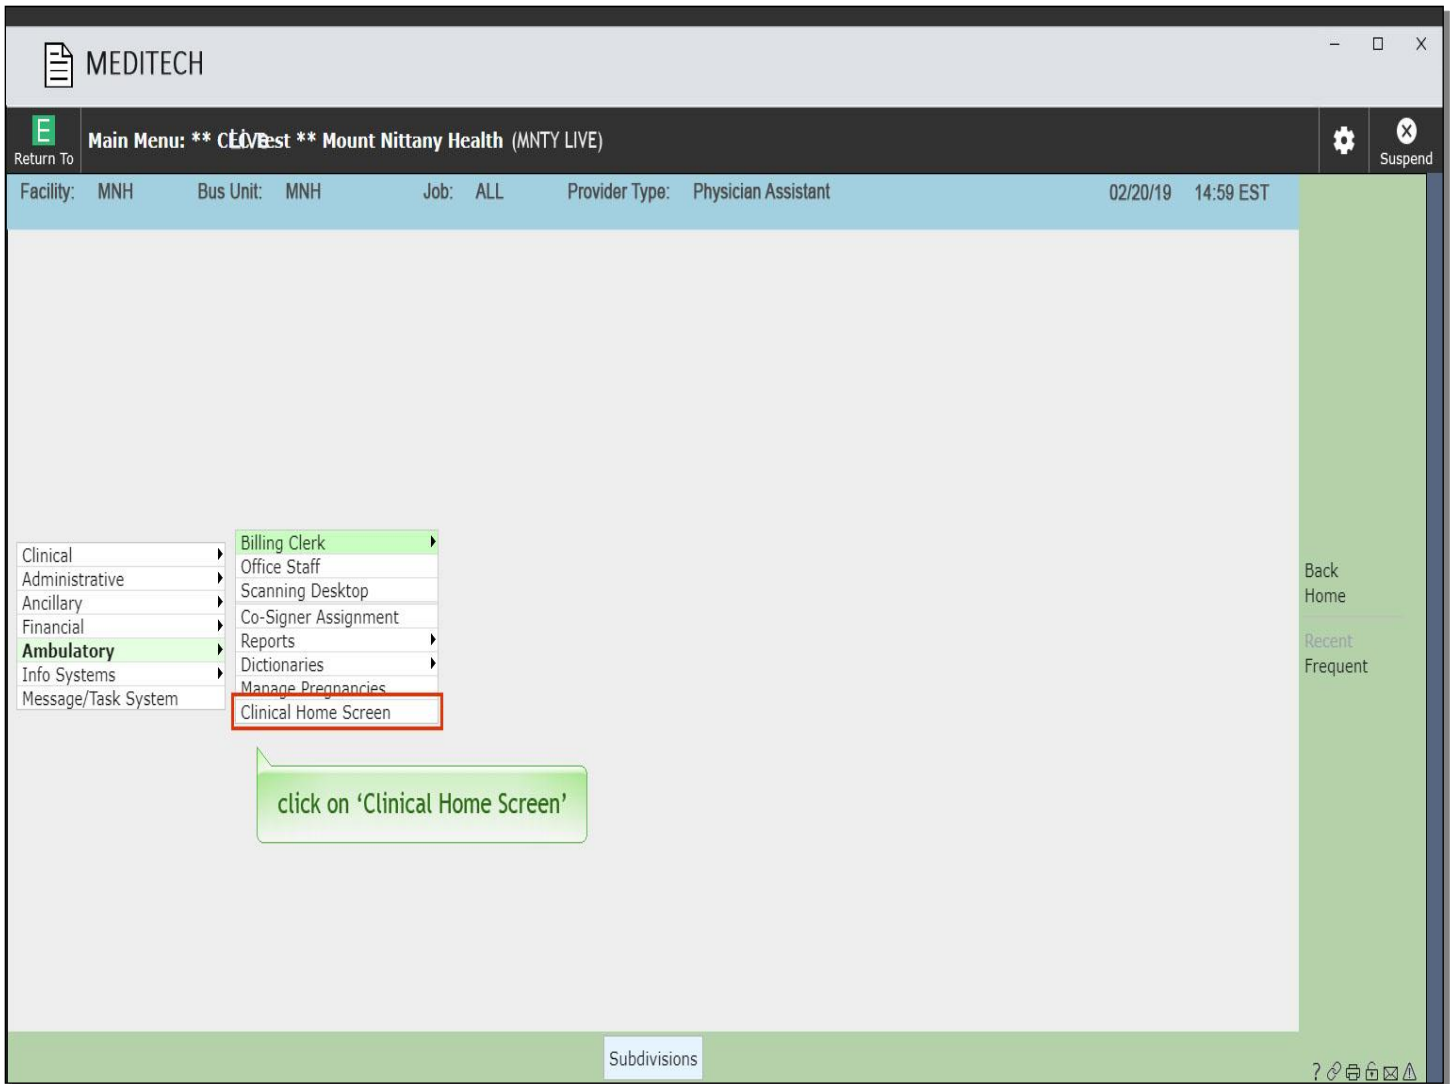 MEDITECH
Return To
Main Menu: ** Test ** Mount Nittany Health (MNTY LIVE)
Suspend
Facility: MNH Bus Unit: MNH Job: ALL Provider Type: Physician Assistant 02/20/19 14:59 EST
Clinical
Administrative
Ancillary
Financial
Ambulatory
Info Systems
Message/Task System
Billing Clerk
Office Staff
Scanning Desktop
Co-Signer Assignment
Reports
Dictionaries
Manage Pregnancies
Clinical Home Screen
click on ‘Clinical Home Screen’
Back
Home
Recent
Frequent
Subdivisions